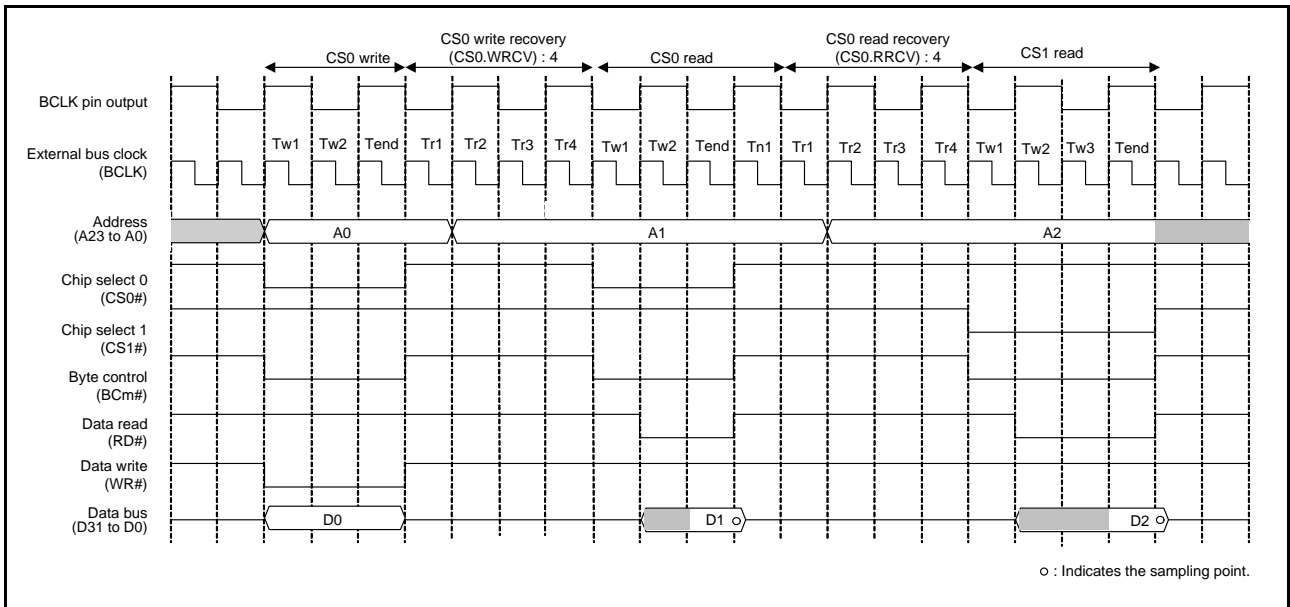 CS0 write
CS0 write recovery
(CS0.WRCV) : 4
CS0 read
CS0 read recovery
(CS0.RRCV) : 4
CS1 read
BCLK pin output
External bus clock
(BCLK)
Tw1 Tw2 Tend Tr1 Tr2 Tr3 Tr4 Tw1 Tw2 Tend Tn1 Tr1 Tr2 Tr3 Tr4 Tw1 Tw2 Tw3 Tend
Address
(A23 to A0)
A0 A1 A2
Chip select 0
(CS0#)
Chip select 1
(CS1#)
Byte control
(BCm#)
Data read
(RD#)
Data write
(WR#)
Data bus
(D31 to D0)
D0 D1 D2
: Indicates the sampling point.